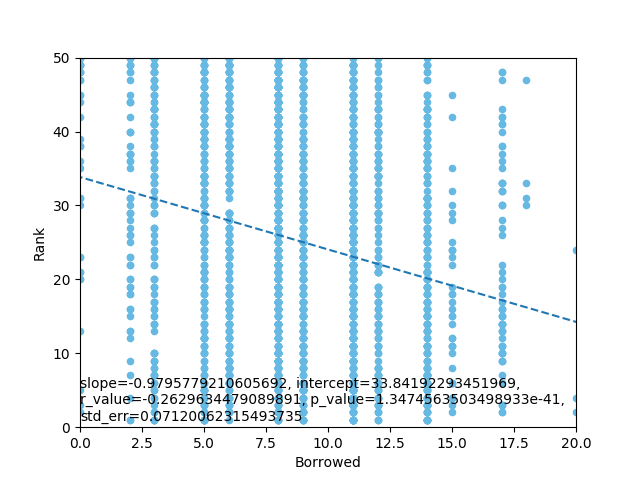 50
40
30
20
10
0
Rank
slope=-0.9795779210605692, intercept=33.84192293451969,
r_value=-0.2629634479089891, p_value=1.3474563503498933e-41,
std_err=0.07120062315493735
0.0 2.5 5.0 7.5 10.0 12.5 15.0 17.5 20.0
Borrowed